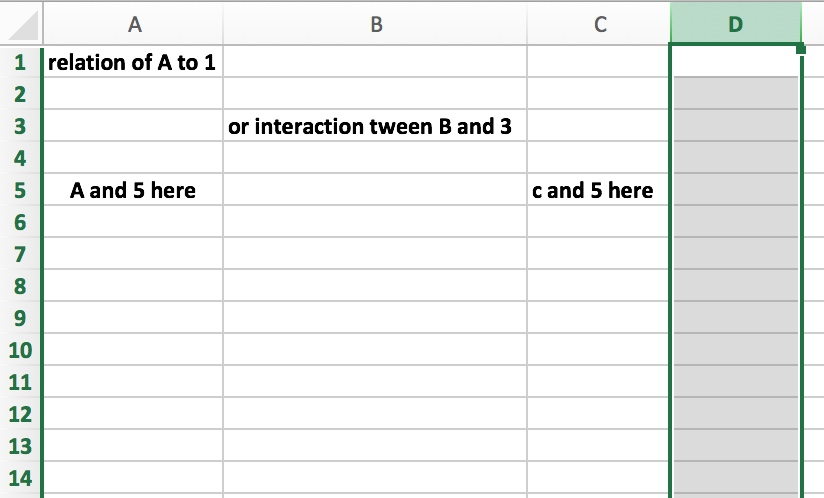 A B C D
1 relation of A to 1
2
3 or interaction tween B and 3
4
5 A and 5 here c and 5 here
6
7
8
9
10
11
12
13
14